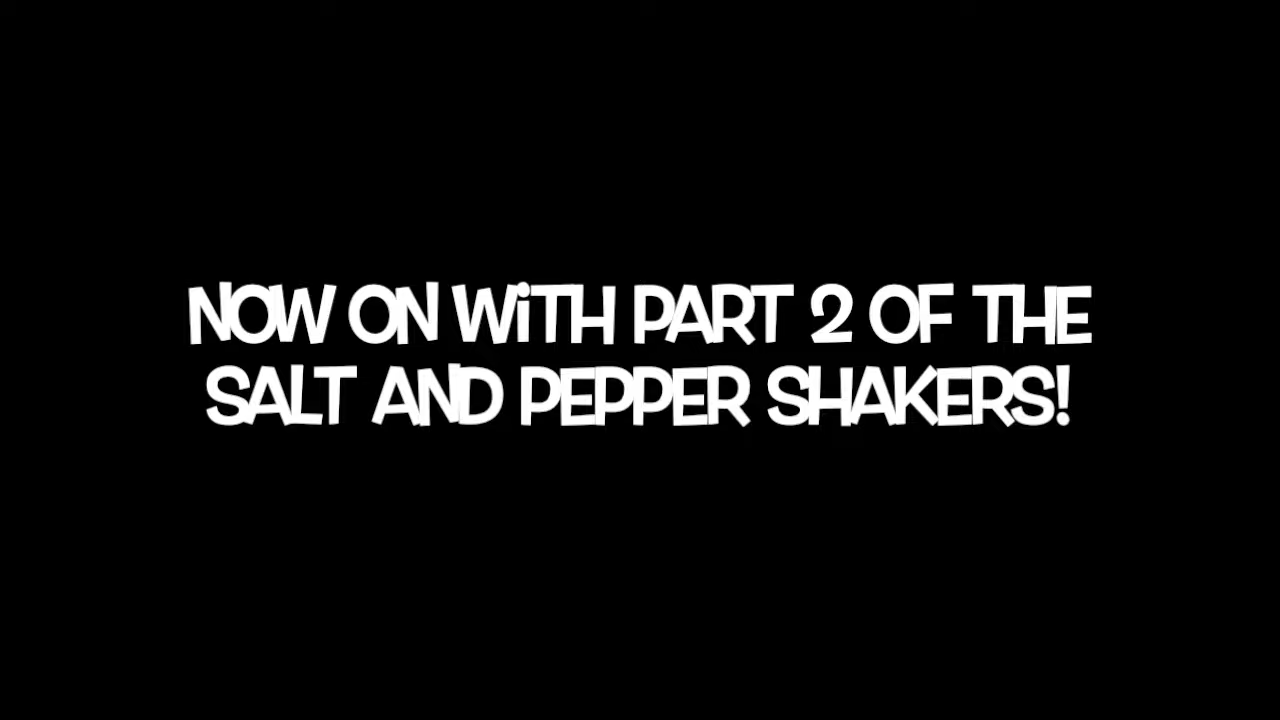 NOW ON WiTH PART 2 OF THE
SALT AND PEPPER SHAKERS!